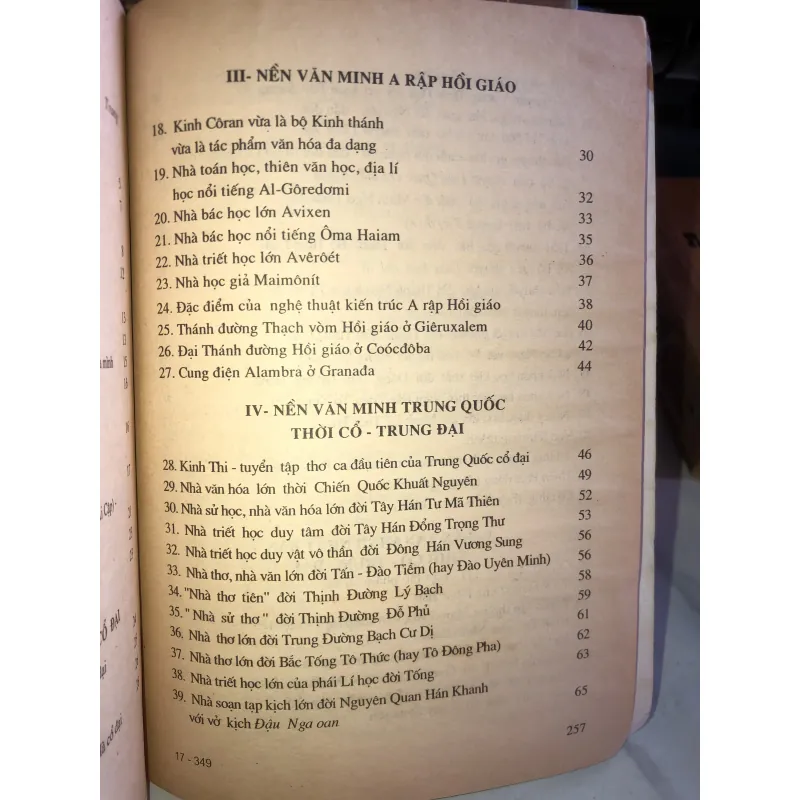 III- NỀN VĂN MINH A RẬP HỒI GIÁO
18. Kinh Côran vừa là bộ Kinh thánh
vừa là tác phẩm văn hóa đa dạng 30
19. Nhà toán học, thiên văn học, địa lí
học nổi tiếng Al-Gôredơmi 32
20. Nhà bác học lớn Avixen 33
21. Nhà bác học nổi tiếng Ôma Haiam 35
22. Nhà triết học lớn Avêrôét 36
23. Nhà học giả Maimônít 37
24. Đặc điểm của nghệ thuật kiến trúc A rập Hồi giáo 38
25. Thánh đường Thạch vòm Hồi giáo ở Giêruxalem 40
26. Đại Thánh đường Hồi giáo ở Coócđôba 42
27. Cung điện Alambra ở Granađa 44
IV- NỀN VĂN MINH TRUNG QUỐC
THỜI CỔ - TRUNG ĐẠI
28. Kinh Thi - tuyển tập thơ ca đầu tiên của Trung Quốc cổ đại 46
29. Nhà văn hóa lớn thời Chiến Quốc Khuất Nguyên 49
30. Nhà sử học, nhà văn hóa lớn đời Tây Hán Tư Mã Thiên 52
31. Nhà triết học duy tâm đời Tây Hán Đổng Trọng Thư 53
32. Nhà triết học duy vật vô thần đời Đông Hán Vương Sung 56
33. Nhà thơ, nhà văn lớn đời Tấn - Đào Tiềm (hay Đào Uyên Minh) 56
34. "Nhà thơ tiên" đời Thịnh Đường Lý Bạch 58
35. " Nhà sử thơ " đời Thịnh Đường Đỗ Phủ 59
36. Nhà thơ lớn đời Trung Đường Bạch Cư Dị 61
37. Nhà thơ lớn đời Bắc Tống Tô Thức (hay Tô Đông Pha) 62
38. Nhà triết học lớn của phái Lí học đời Tống 63
39. Nhà soạn tạp kịch lớn đời Nguyên Quan Hán Khanh
với vở kịch Đậu Nga oan 65
257
17 - 349